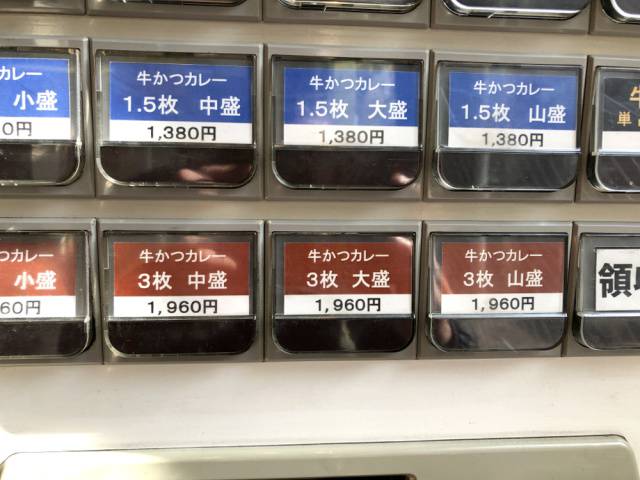 カレー
小盛
0円
牛かつカレー
1.5枚 中盛
1,380円
牛かつカレー
1.5枚 大盛
1,380円
牛かつカレー
1.5枚 山盛
1,380円
単
カレー
小盛
60円
牛かつカレー
3枚 中盛
1,960円
牛かつカレー
3枚 大盛
1,960円
牛かつカレー
3枚 山盛
1,960円
領